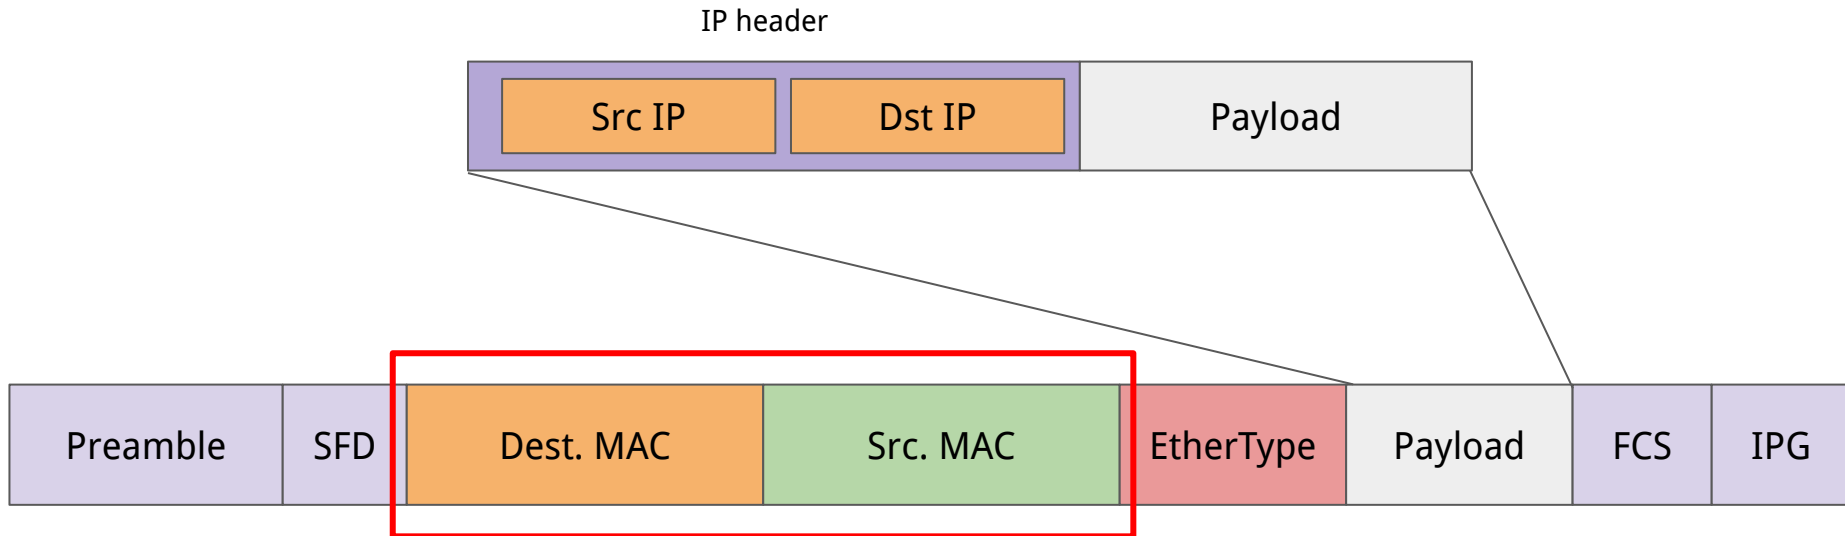 IP header
Src IP Dst IP Payload
Preamble SFD Dest. MAC Src. MAC EtherType Payload FCS IPG